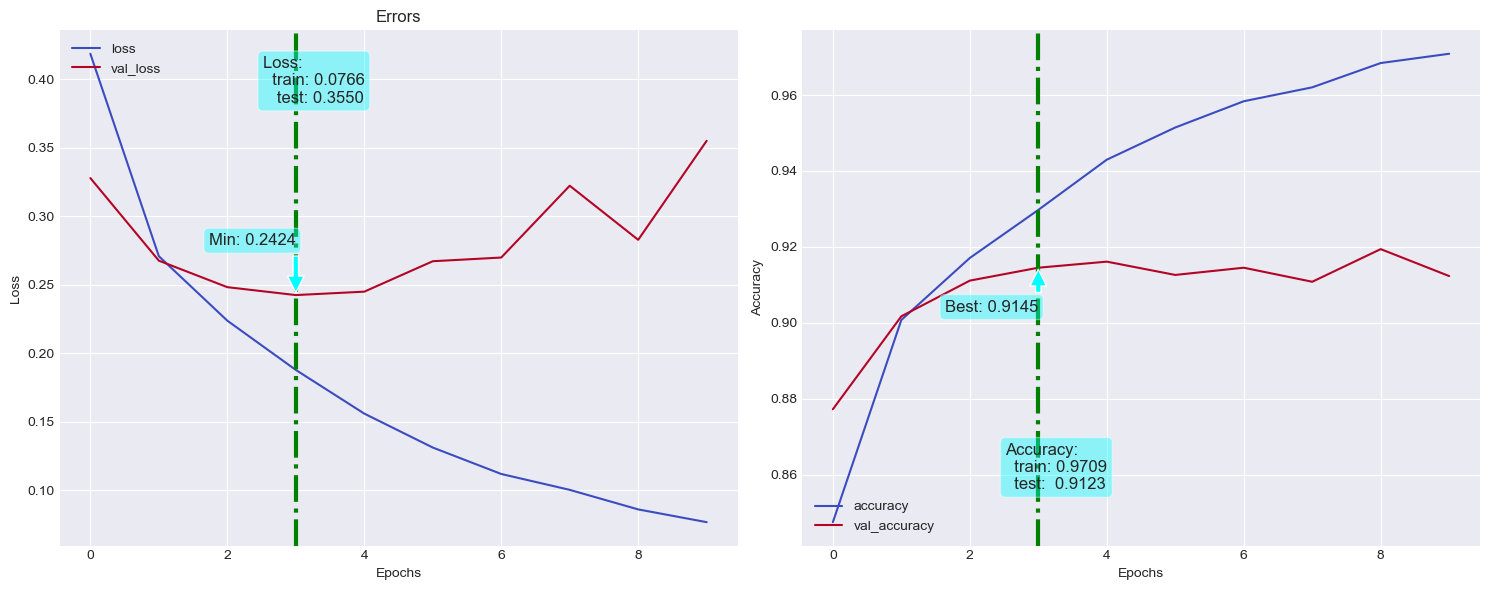 Errors
loss
val_loss
Loss:
train: 0.0766
test: 0.3550
Min: 0.2424
0.40
0.35
0.30
0.25
0.20
0.15
0.10
Loss
0
2
4
6
8
Epochs
0.96
0.94
0.92
0.90
0.88
0.86
Accuracy
Best: 0.9145
Accuracy:
train: 0.9709
test: 0.9123
accuracy
val_accuracy
0
2
4
6
8
Epochs